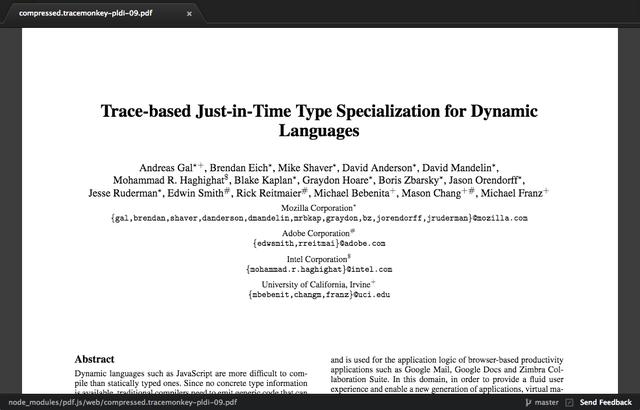 compressed.tracemonkey-pldi-09.pdf ×
Trace-based Just-in-Time Type Specialization for Dynamic
Languages
Andreas Gal*+, Brendan Eich*, Mike Shaver*, David Anderson*, David Mandelin*,
Mohammad R. Haghighat$, Blake Kaplan*, Graydon Hoare*, Boris Zbarsky*, Jason Orendorff*,
Jesse Ruderman*, Edwin Smith#, Rick Reitmaier#, Michael Bebenita+, Mason Chang+#, Michael Franz+
Mozilla Corporation*
{gal,brendan,shaver,danderson,dmandelin,mrbkap,graydon,bz,jorendorff,jruderman}@mozilla.com
Adobe Corporation#
{edwsmith,rreitmai}@adobe.com
Intel Corporation$
{mohammad.r.haghighat}@intel.com
University of California, Irvine+
{mbebenit,changm,franz}@uci.edu
Abstract
Dynamic languages such as JavaScript are more difficult to com-
pile than statically typed ones. Since no concrete type information
is available, traditional compilers need to emit generic code that can
and is used for the application logic of browser-based productivity
applications such as Google Mail, Google Docs and Zimbra Col-
laboration Suite. In this domain, in order to provide a fluid user
experience and enable a new generation of applications, virtual ma-
node_modules/pdf.js/web/compressed.tracemonkey-pldi-09.pdf
master
Send Feedback